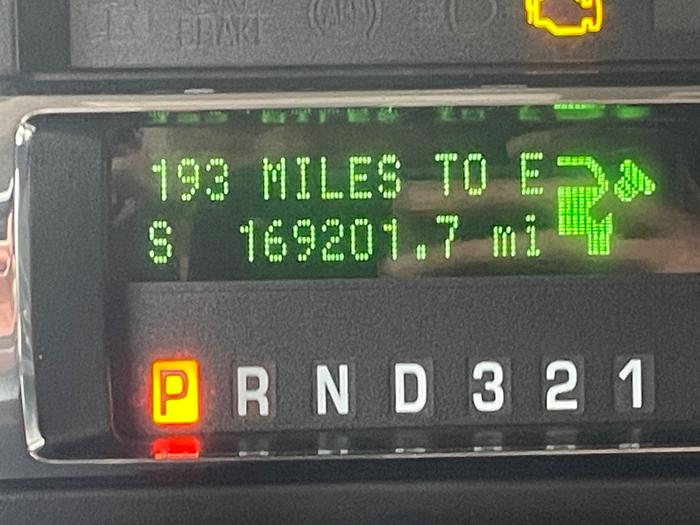 BRAKE
193 MILES TO E
S 169201.7 mi
P R N D 3 2 1